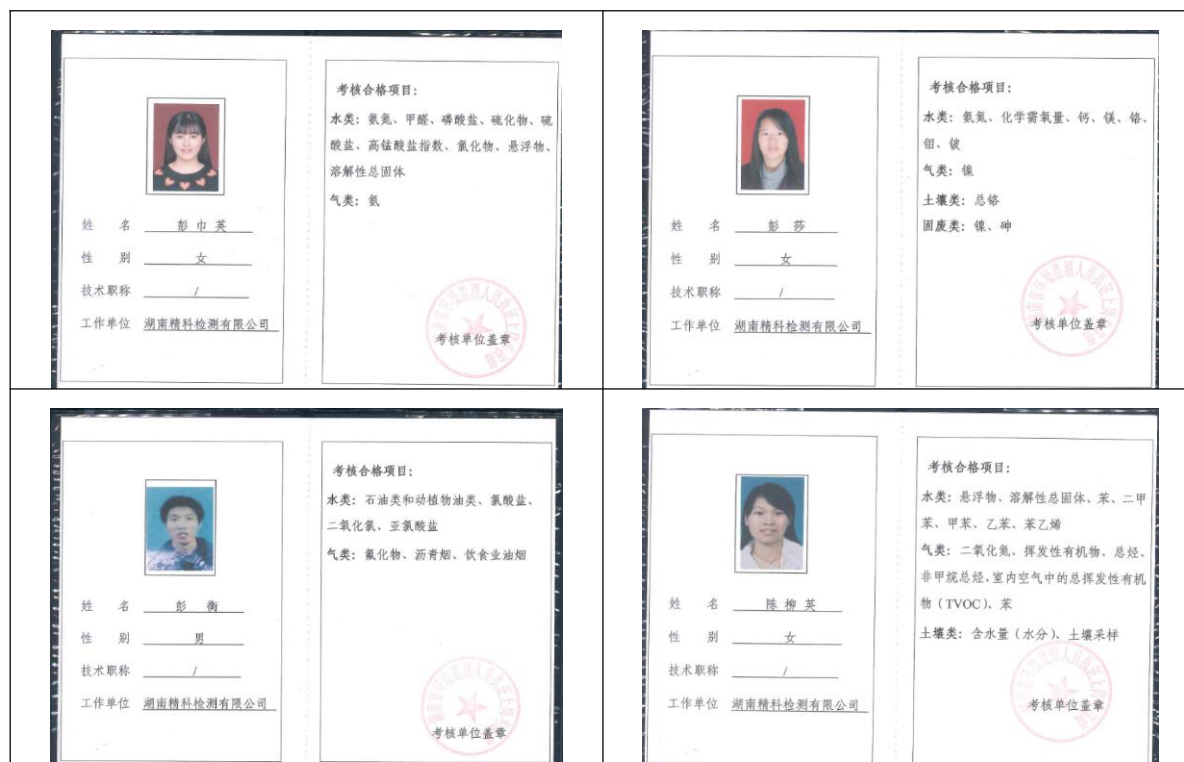 考核合格项目：
水类：氨氮、甲醛、磷酸盐、硫化物、硫
酸盐、高锰酸盐指数、氯化物、悬浮物、
溶解性总固体
气类：氨
姓 名 彭巾英
性 别 女
技术职称 /
工作单位 湖南精科检测有限公司
考核单位盖章
考核合格项目：
水类：氨氮、化学需氧量、钙、镁、铬、
钼、铍
气类：镍
土壤类：总铬
固废类：镍、砷
姓 名 彭莎
性 别 女
技术职称 /
工作单位 湖南精科检测有限公司
考核单位盖章
考核合格项目：
水类：石油类和动植物油类、氯酸盐、
二氧化氯、亚氯酸盐
气类：氟化物、沥青烟、饮食业油烟
姓 名 彭衡
性 别 男
技术职称 /
工作单位 湖南精科检测有限公司
考核单位盖章
考核合格项目：
水类：悬浮物、溶解性总固体、苯、二甲
苯、甲苯、乙苯、苯乙烯
气类：二氧化氮、挥发性有机物、总烃、
非甲烷总烃、室内空气中的总挥发性有机
物（TVOC）、苯
土壤类：含水量（水分）、土壤采样
姓 名 陈柳英
性 别 女
技术职称 /
工作单位 湖南精科检测有限公司
考核单位盖章